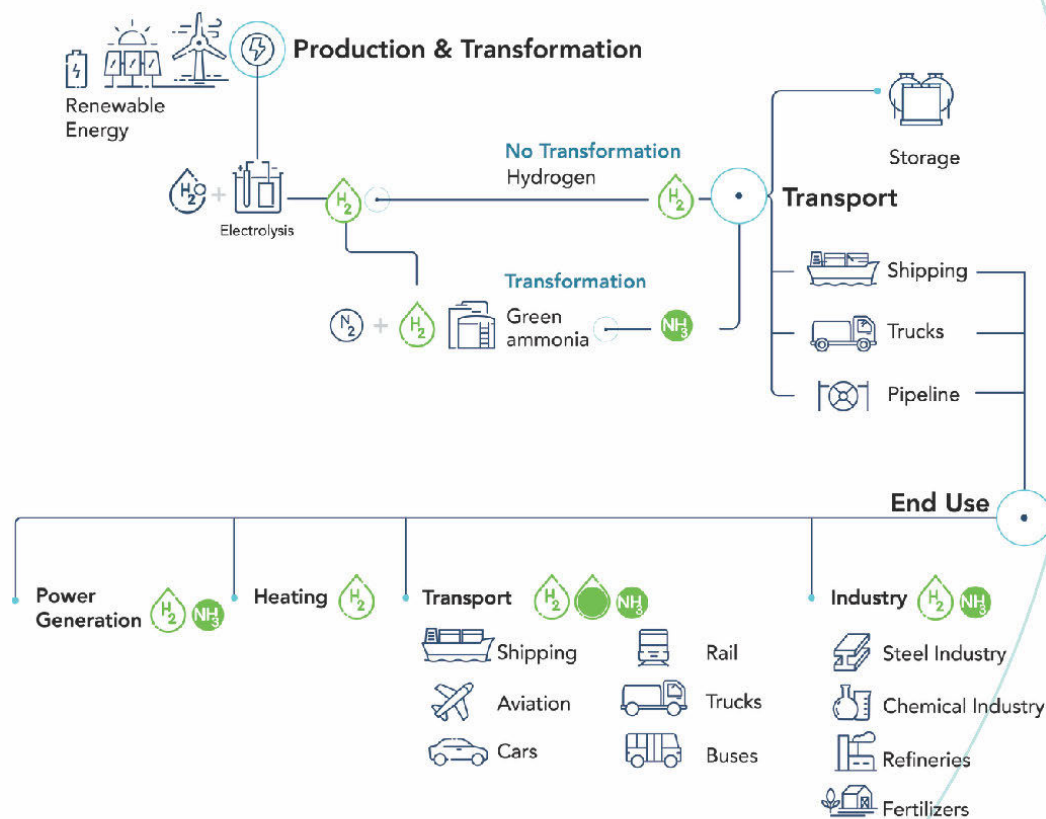 Production & Transformation
Renewable
Energy
No Transformation
Hydrogen
Storage
H2O
+
H2
H2
Transport
Electrolysis
Transformation
Shipping
N2
+
H2
Green
ammonia
NH3
Trucks
Pipeline
End Use
Power
Generation
H2
NH3
Heating
H2
Transport
H2
NH3
Industry
H2
NH3
Shipping
Rail
Steel Industry
Aviation
Trucks
Chemical Industry
Cars
Buses
Refineries
Fertilizers